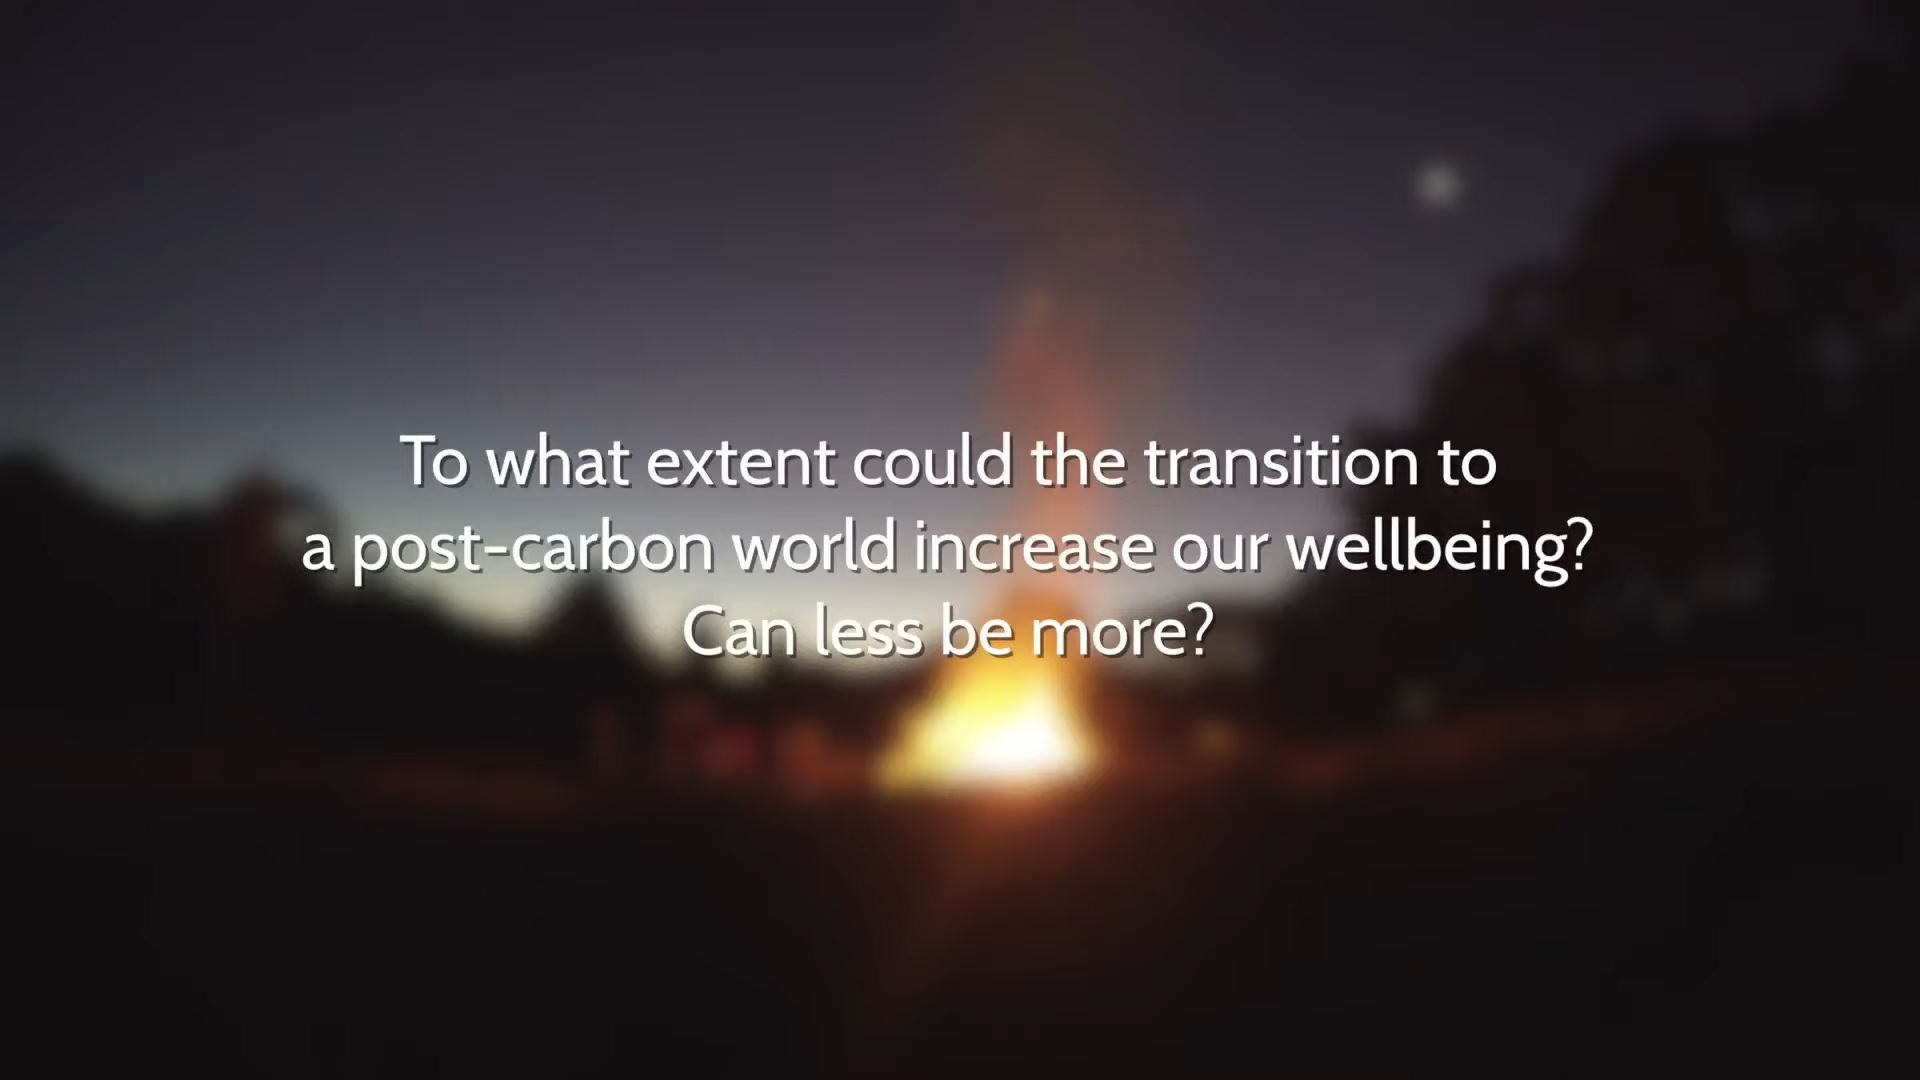 To what extent could the transition to
a post-carbon world increase our wellbeing?
Can less be more?